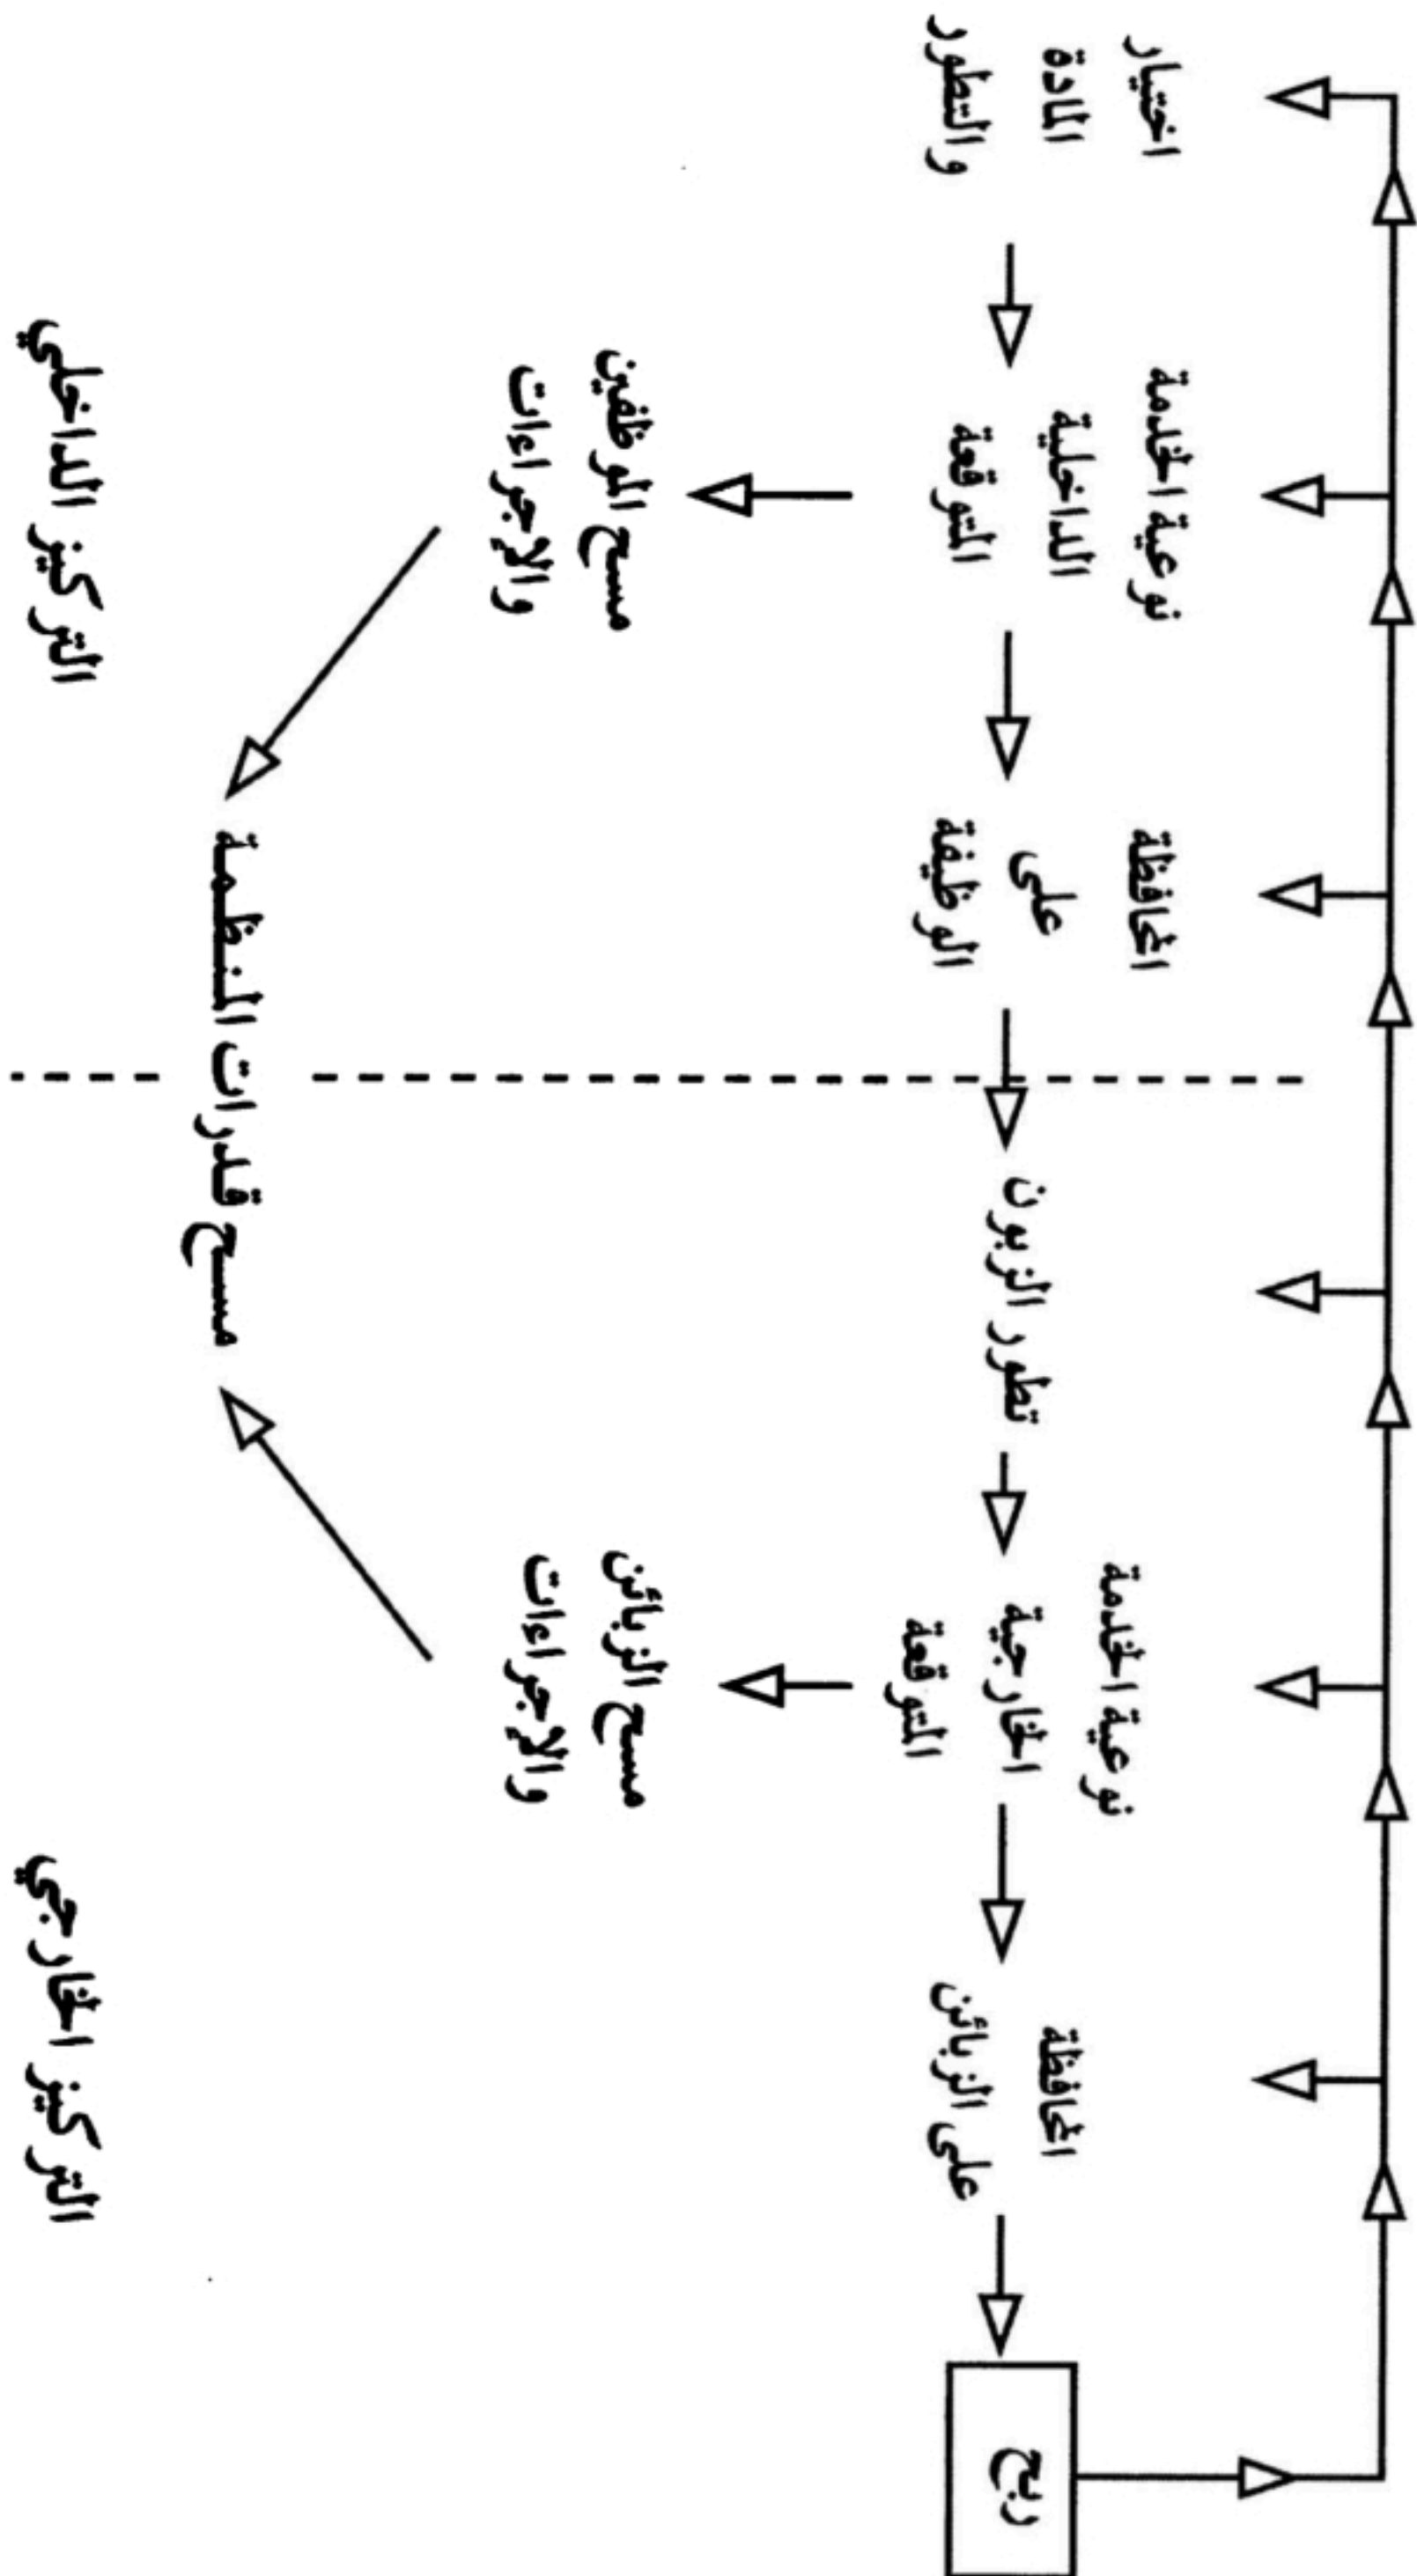 اختيار
المادة
والتطور
نوعية الخدمة
الداخلية
المتوقعة
المحافظة
على
الوظيفة
تطور الزبون
نوعية الخدمة
الخارجية
المتوقعة
المحافظة
على الزبائن
ربح
مسح الموظفين
والإجراءات
مسح الزبائن
والإجراءات
مسح قدرات المنظمة
التركيز الداخلي
التركيز الخارجي